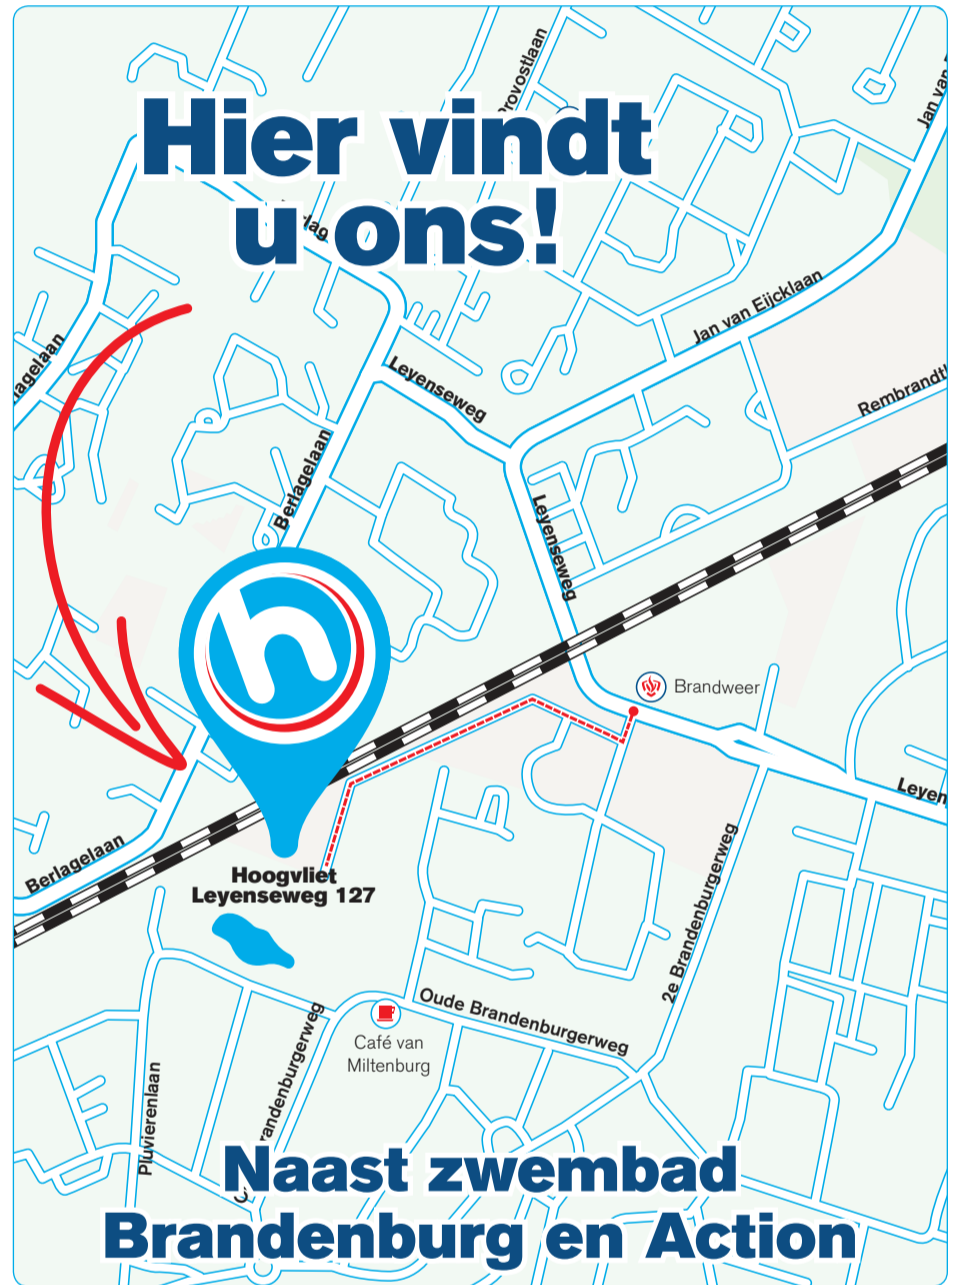 Provostlaan
Jan van
Hier vindt
u ons!
Jan van Eijcklaan
Leyenseweg
Berlagelaan
Leyenseweg
Brandweer
Leyen
Berlagelaan
Hoogvliet
Leyenseweg 127
2e Brandenburgerweg
Oude Brandenburgerweg
Café van
Miltenburg
Pluvierenlaan
randenburgerweg
Naast zwembad
Brandenburg en Action